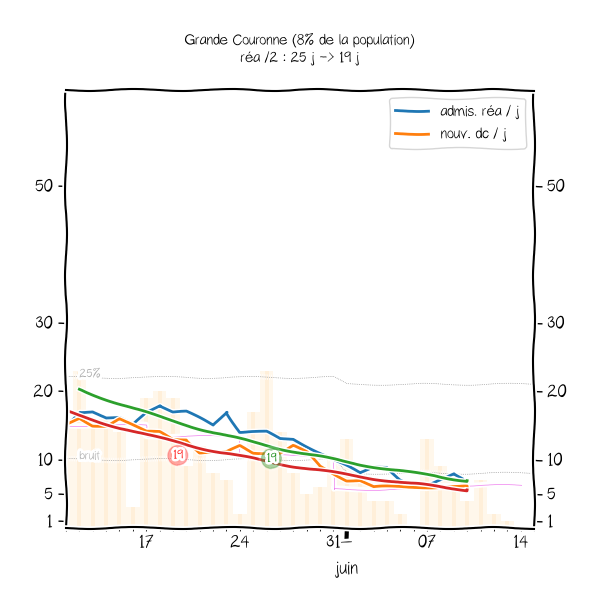 Grande Couronne (8% de la population)
réa /2 : 25 j -> 19 j
admis. réa / j
nouv. dc / j
50 50
30 30
25%
20 20
19 19
bruit
10 10
5 5
1 1
17 24 31 07 14
juin